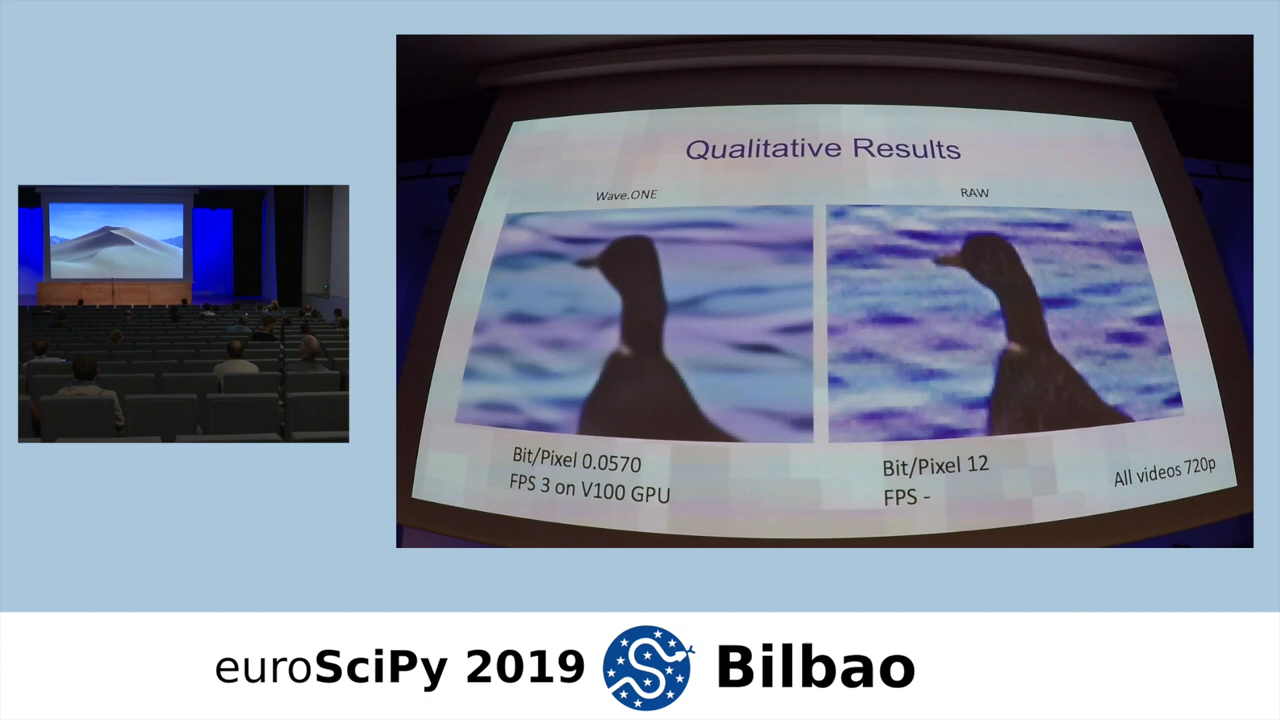 Qualitative Results
Wave.ONE
RAW
Bit/Pixel 0.0570
FPS 3 on V100 GPU
Bit/Pixel 12
FPS -
All videos 720p
euroSciPy 2019 Bilbao